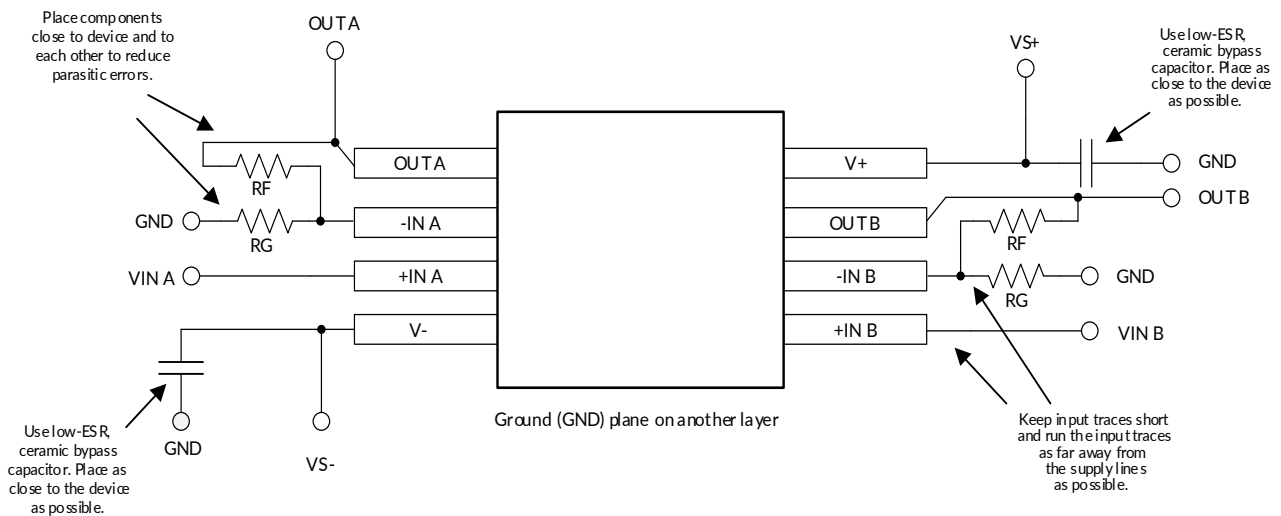 Place components
close to device and to
each other to reduce
parasitic errors.
OUT A
VS+
Use low-ESR,
ceramic bypass
capacitor. Place as
close to the device
as possible.
OUT A
RF
GND
RG
-IN A
VIN A
+IN A
V-
V+
GND
OUT B
OUT B
RF
-IN B
RG
GND
+IN B
VIN B
Use low-ESR,
ceramic bypass
capacitor. Place as
close to the device
as possible.
GND
VS-
Ground (GND) plane on another layer
Keep input traces short
and run the input traces
as far away from
the supply lines
as possible.